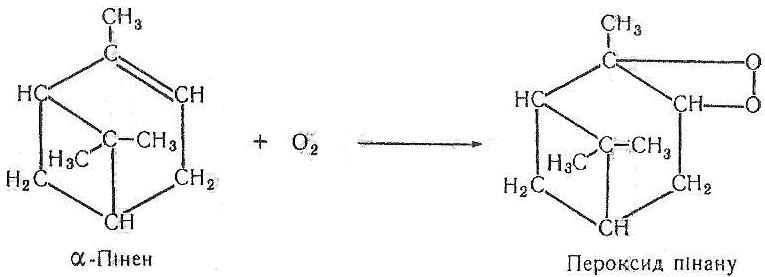 CH₃
C
HC
CH
C–CH₃
H₃C
H₂C
CH₂
CH
α-Пінен
+ O₂
CH₃
C
O
HC
CH
O
C–CH₃
H₃C
H₂C
CH₂
CH
Пероксид пінану